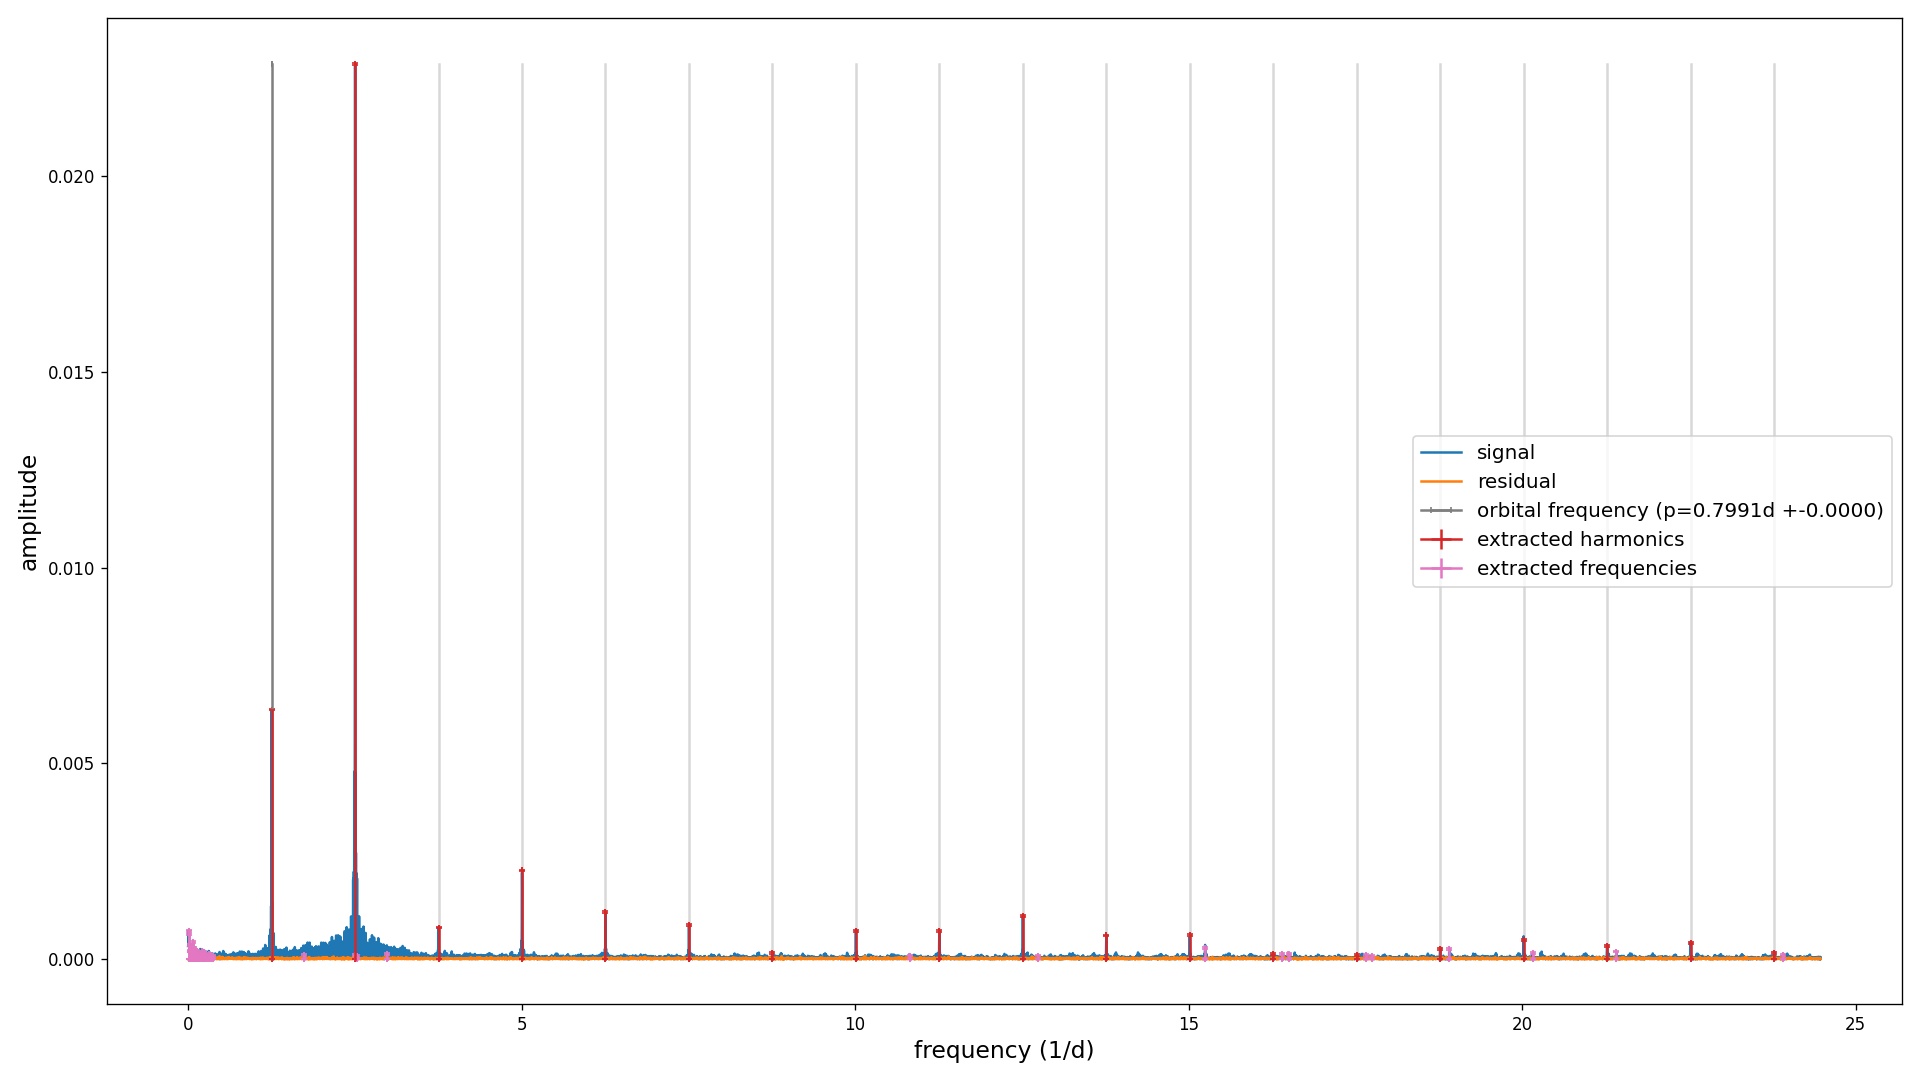 0.020
0.015
0.010
0.005
0.000
amplitude
signal
residual
orbital frequency (p=0.7991d +-0.0000)
extracted harmonics
extracted frequencies
0 5 10 15 20 25
frequency (1/d)